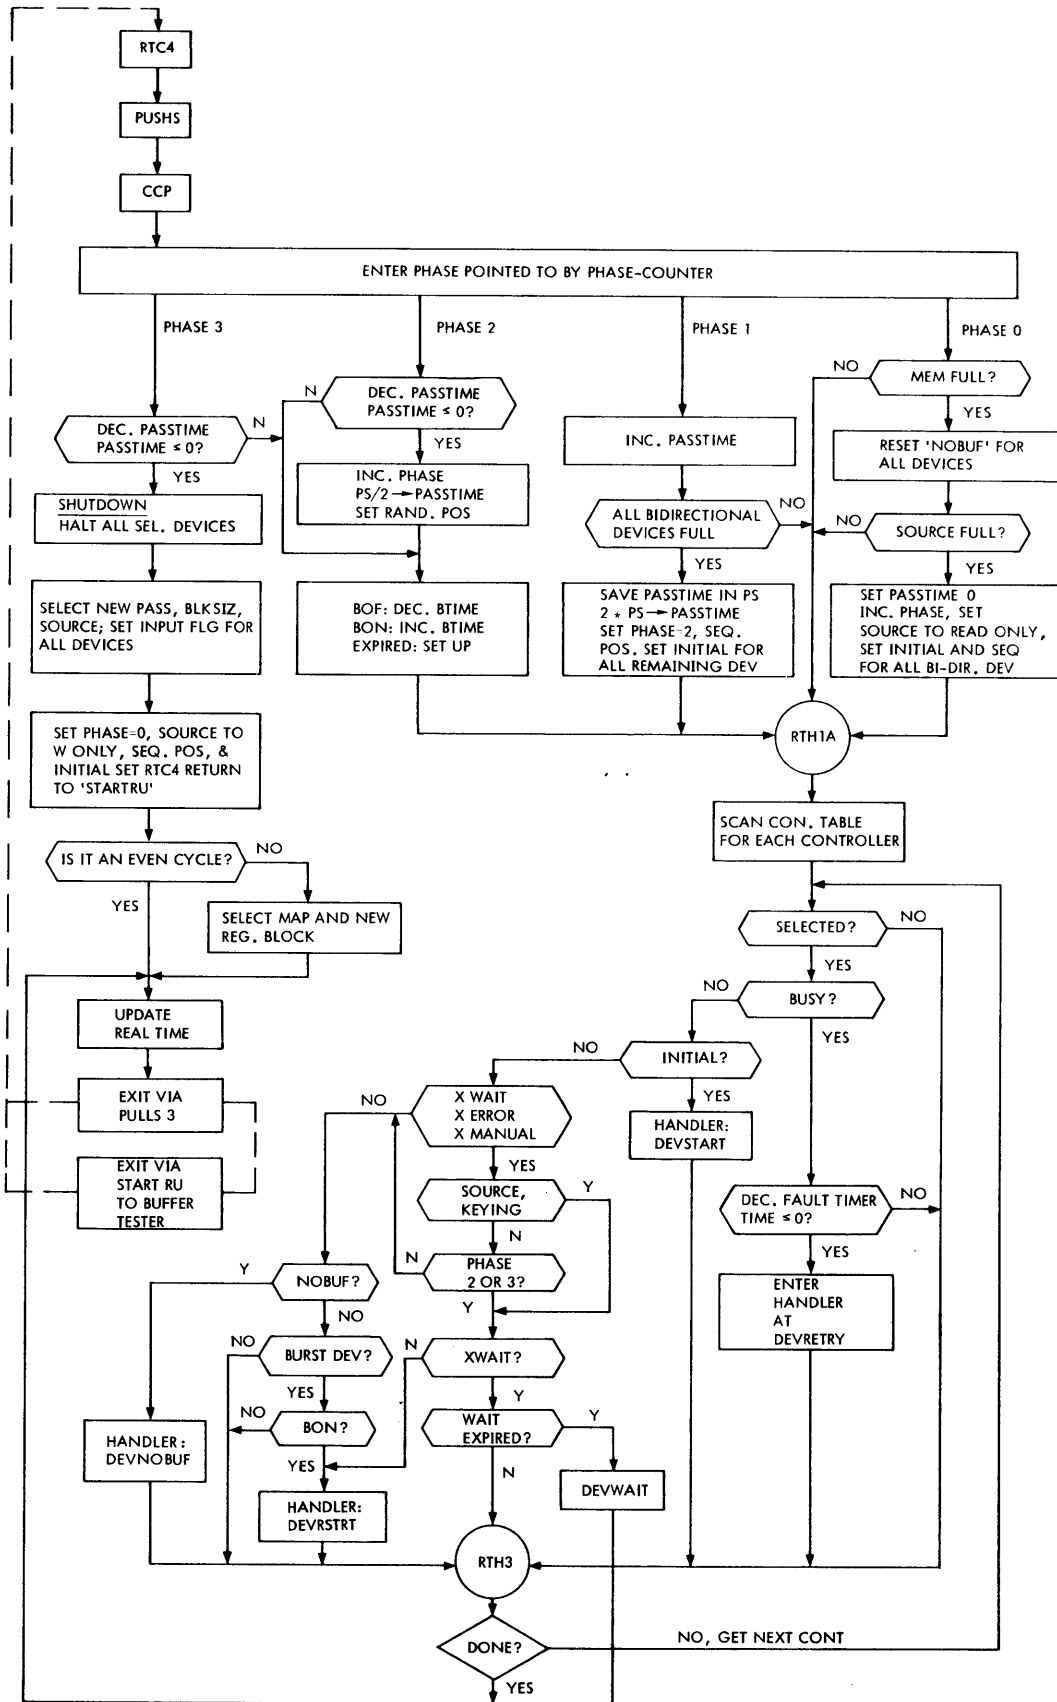 RTC4
PUSHS
CCP
ENTER PHASE POINTED TO BY PHASE-COUNTER
PHASE 3
PHASE 2
PHASE 1
PHASE 0
DEC. PASSTIME
PASSTIME ≤ 0?
N
YES
SHUTDOWN
HALT ALL SEL. DEVICES
SELECT NEW PASS, BLKSIZ,
SOURCE; SET INPUT FLG FOR
ALL DEVICES
SET PHASE=0, SOURCE TO
W ONLY, SEQ. POS, &
INITIAL SET RTC4 RETURN
TO 'STARTRU'
IS IT AN EVEN CYCLE?
NO
YES
SELECT MAP AND NEW
REG. BLOCK
UPDATE
REAL TIME
EXIT VIA
PULLS 3
EXIT VIA
START RU
TO BUFFER
TESTER
N
DEC. PASSTIME
PASSTIME ≤ 0?
YES
INC. PHASE
PS/2 → PASSTIME
SET RAND. POS
BOF: DEC. BTIME
BON: INC. BTIME
EXPIRED: SET UP
INC. PASSTIME
ALL BIDIRECTIONAL
DEVICES FULL
NO
YES
SAVE PASSTIME IN PS
2 * PS → PASSTIME
SET PHASE=2, SEQ.
POS. SET INITIAL FOR
ALL REMAINING DEV
NO
MEM FULL?
YES
RESET 'NOBUF' FOR
ALL DEVICES
NO
SOURCE FULL?
YES
SET PASSTIME 0
INC. PHASE, SET
SOURCE TO READ ONLY,
SET INITIAL AND SEQ
FOR ALL BI-DIR. DEV
RTH1A
SCAN CON. TABLE
FOR EACH CONTROLLER
SELECTED?
NO
YES
NO
BUSY?
YES
NO
INITIAL?
YES
HANDLER:
DEVSTART
DEC. FAULT TIMER
TIME ≤ 0?
NO
YES
ENTER
HANDLER
AT
DEVRETRY
NO
X WAIT
X ERROR
X MANUAL
YES
SOURCE,
KEYING
Y
N
N
PHASE
2 OR 3?
Y
Y
NOBUF?
NO
NO
BURST DEV?
YES
N
XWAIT?
Y
NO
BON?
YES
WAIT
EXPIRED?
Y
N
HANDLER:
DEVNOBUF
HANDLER:
DEVRSTRT
DEVWAIT
RTH3
DONE?
NO, GET NEXT CONT
YES